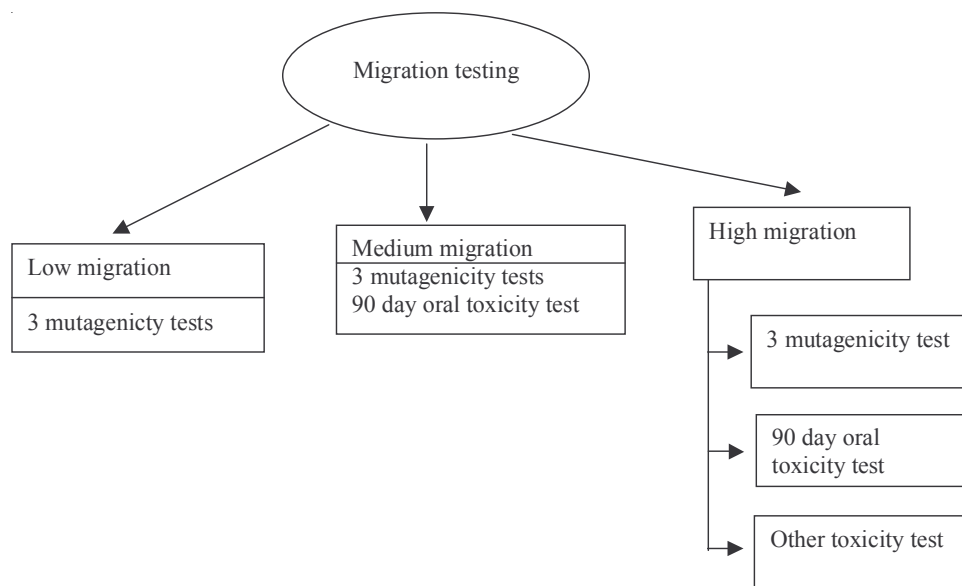 Migration testing
Low migration
3 mutagenicty tests
Medium migration
3 mutagenicity tests
90 day oral toxicity test
High migration
3 mutagenicity test
90 day oral
toxicity test
Other toxicity test